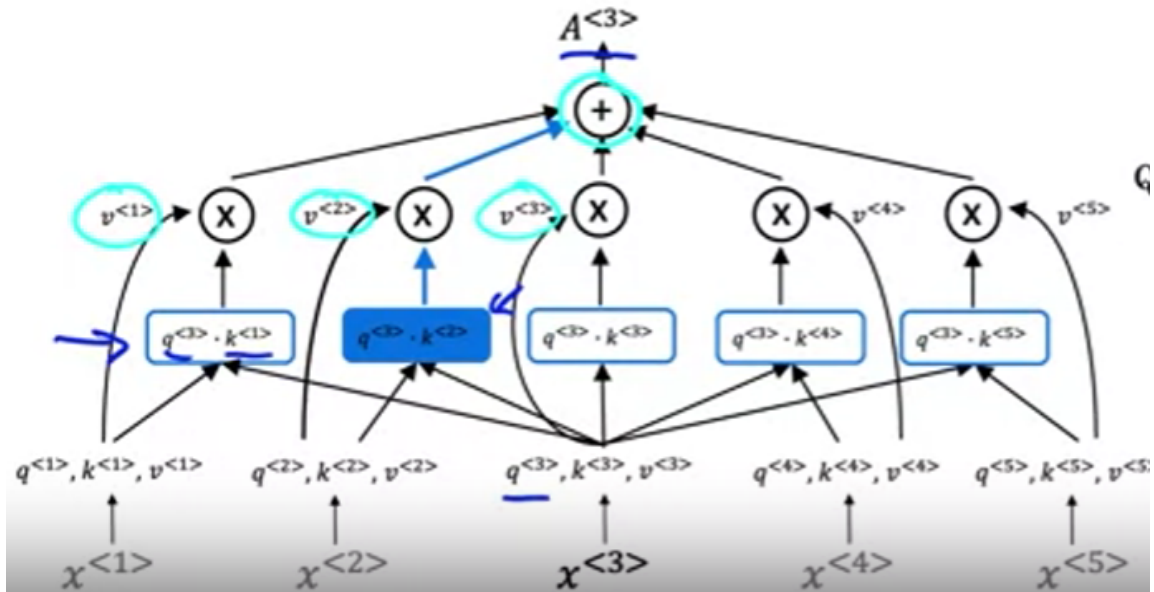 A^{<3>}
+
v^{<1>} X v^{<2>} X v^{<3>} X X v^{<4>} X v^{<5>}
q^{<3>} · k^{<1>} q^{<3>} · k^{<2>} q^{<3>} · k^{<3>} q^{<3>} · k^{<4>} q^{<3>} · k^{<5>}
q^{<1>}, k^{<1>}, v^{<1>} q^{<2>}, k^{<2>}, v^{<2>} q^{<3>}, k^{<3>}, v^{<3>} q^{<4>}, k^{<4>}, v^{<4>} q^{<5>}, k^{<5>}, v^{<5>}
x^{<1>} x^{<2>} x^{<3>} x^{<4>} x^{<5>}